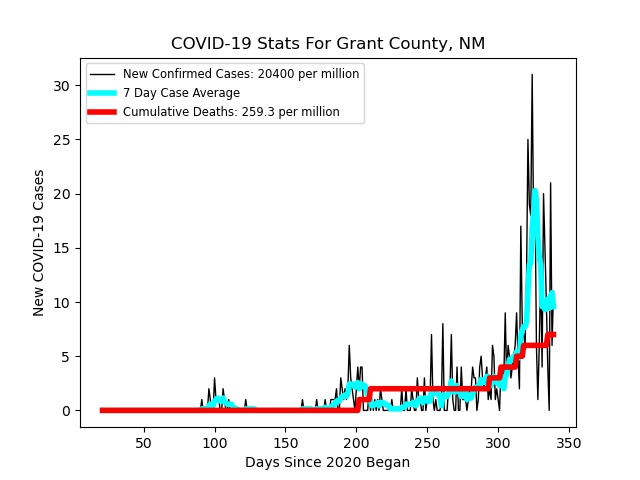 COVID-19 Stats For Grant County, NM
New Confirmed Cases: 20400 per million
7 Day Case Average
Cumulative Deaths: 259.3 per million
New COVID-19 Cases
30
25
20
15
10
5
0
50
100
150
200
250
300
350
Days Since 2020 Began